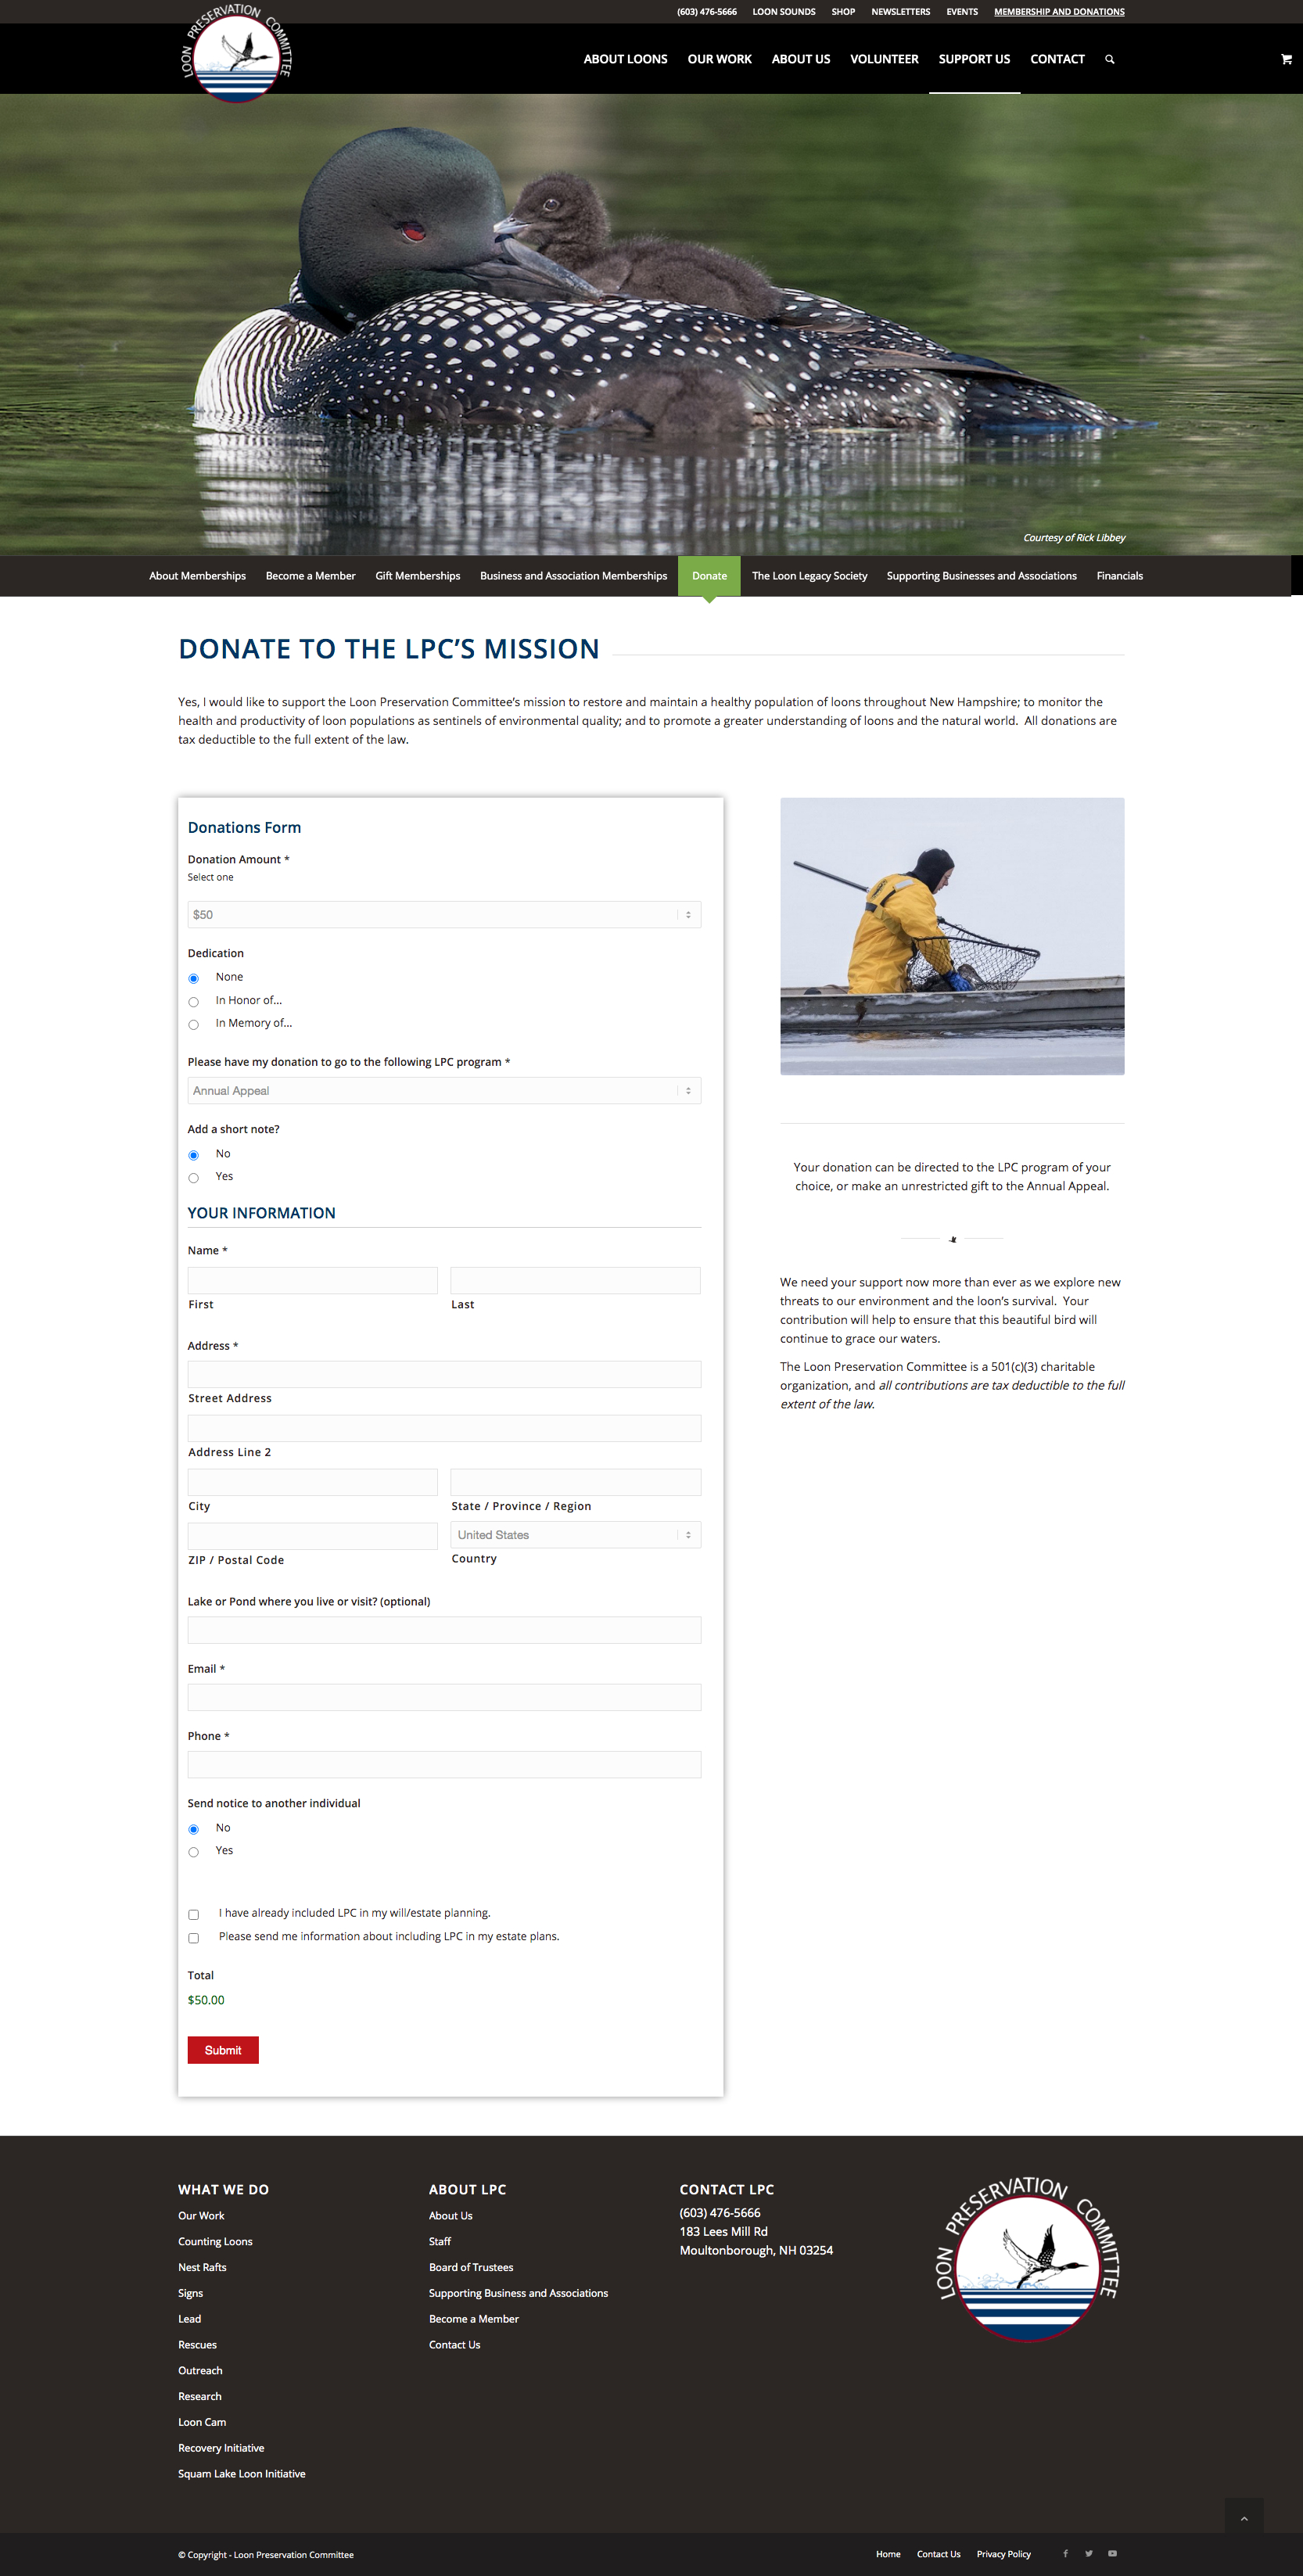 (603) 476-5666 LOON SOUNDS SHOP NEWSLETTERS EVENTS MEMBERSHIP AND DONATIONS
LOON PRESERVATION COMMITTEE
ABOUT LOONS OUR WORK ABOUT US VOLUNTEER SUPPORT US CONTACT
Courtesy of Rick Libbey
About Memberships Become a Member Gift Memberships Business and Association Memberships Donate The Loon Legacy Society Supporting Businesses and Associations Financials
DONATE TO THE LPC’S MISSION
Yes, I would like to support the Loon Preservation Committee’s mission to restore and maintain a healthy population of loons throughout New Hampshire; to monitor the
health and productivity of loon populations as sentinels of environmental quality; and to promote a greater understanding of loons and the natural world. All donations are
tax deductible to the full extent of the law.
Donations Form
Donation Amount *
Select one
$50
Dedication
None
In Honor of...
In Memory of...
Please have my donation to go to the following LPC program *
Annual Appeal
Add a short note?
No
Yes
YOUR INFORMATION
Name *
First Last
Address *
Street Address
Address Line 2
City State / Province / Region
United States
ZIP / Postal Code Country
Lake or Pond where you live or visit? (optional)
Email *
Phone *
Send notice to another individual
No
Yes
I have already included LPC in my will/estate planning.
Please send me information about including LPC in my estate plans.
Total
$50.00
Submit
Your donation can be directed to the LPC program of your
choice, or make an unrestricted gift to the Annual Appeal.
We need your support now more than ever as we explore new
threats to our environment and the loon’s survival. Your
contribution will help to ensure that this beautiful bird will
continue to grace our waters.
The Loon Preservation Committee is a 501(c)(3) charitable
organization, and all contributions are tax deductible to the full
extent of the law.
WHAT WE DO
Our Work
Counting Loons
Nest Rafts
Signs
Lead
Rescues
Outreach
Research
Loon Cam
Recovery Initiative
Squam Lake Loon Initiative
ABOUT LPC
About Us
Staff
Board of Trustees
Supporting Business and Associations
Become a Member
Contact Us
CONTACT LPC
(603) 476-5666
183 Lees Mill Rd
Moultonborough, NH 03254
LOON PRESERVATION COMMITTEE
© Copyright - Loon Preservation Committee
Home Contact Us Privacy Policy